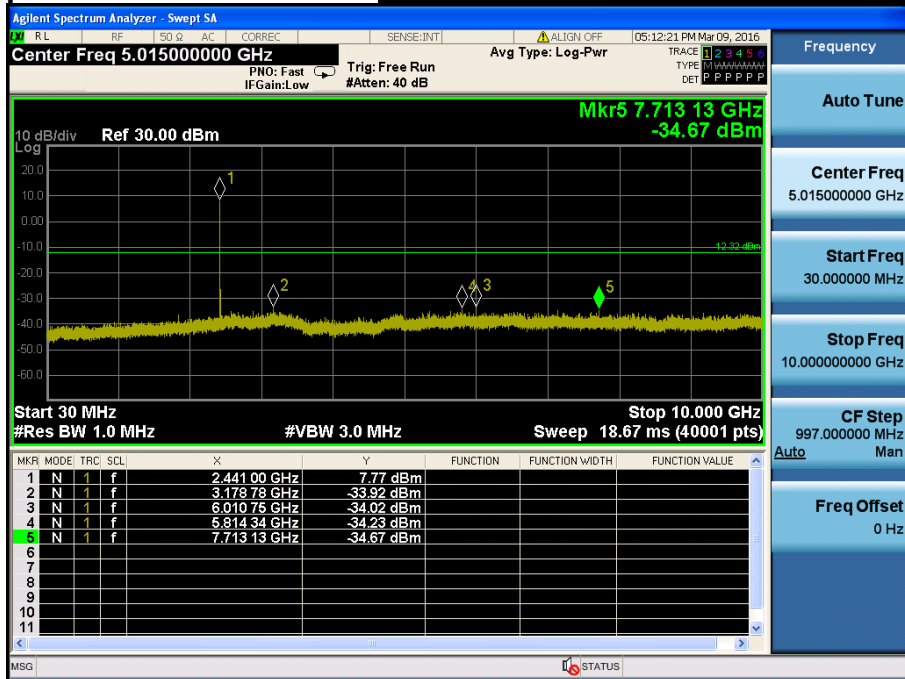 Agilent Spectrum Analyzer - Swept SA
LXI RL RF 50 Ω AC CORREC SENSE:INT ALIGN OFF 05:12:21 PM Mar 09, 2016
Center Freq 5.015000000 GHz
PNO: Fast
IFGain:Low
Trig: Free Run
#Atten: 40 dB
Avg Type: Log-Pwr
TRACE 1 2 3 4 5 6
TYPE M WWWWW
DET P P P P P P
Mkr5 7.713 13 GHz
-34.67 dBm
10 dB/div Ref 30.00 dBm
Log
20.0
10.0
0.00
-10.0
-20.0
-30.0
-40.0
-50.0
-60.0
1
-12.32 dBm
2
4 3
5
Start 30 MHz Stop 10.000 GHz
#Res BW 1.0 MHz #VBW 3.0 MHz Sweep 18.67 ms (40001 pts)
MKR MODE TRC SCL X Y FUNCTION FUNCTION WIDTH FUNCTION VALUE
1 N 1 f 2.441 00 GHz 7.77 dBm
2 N 1 f 3.178 78 GHz -33.92 dBm
3 N 1 f 6.010 75 GHz -34.02 dBm
4 N 1 f 5.814 34 GHz -34.23 dBm
5 N 1 f 7.713 13 GHz -34.67 dBm
6
7
8
9
10
11
MSG STATUS
Frequency
Auto Tune
Center Freq
5.015000000 GHz
Start Freq
30.000000 MHz
Stop Freq
10.000000000 GHz
CF Step
997.000000 MHz
Auto Man
Freq Offset
0 Hz